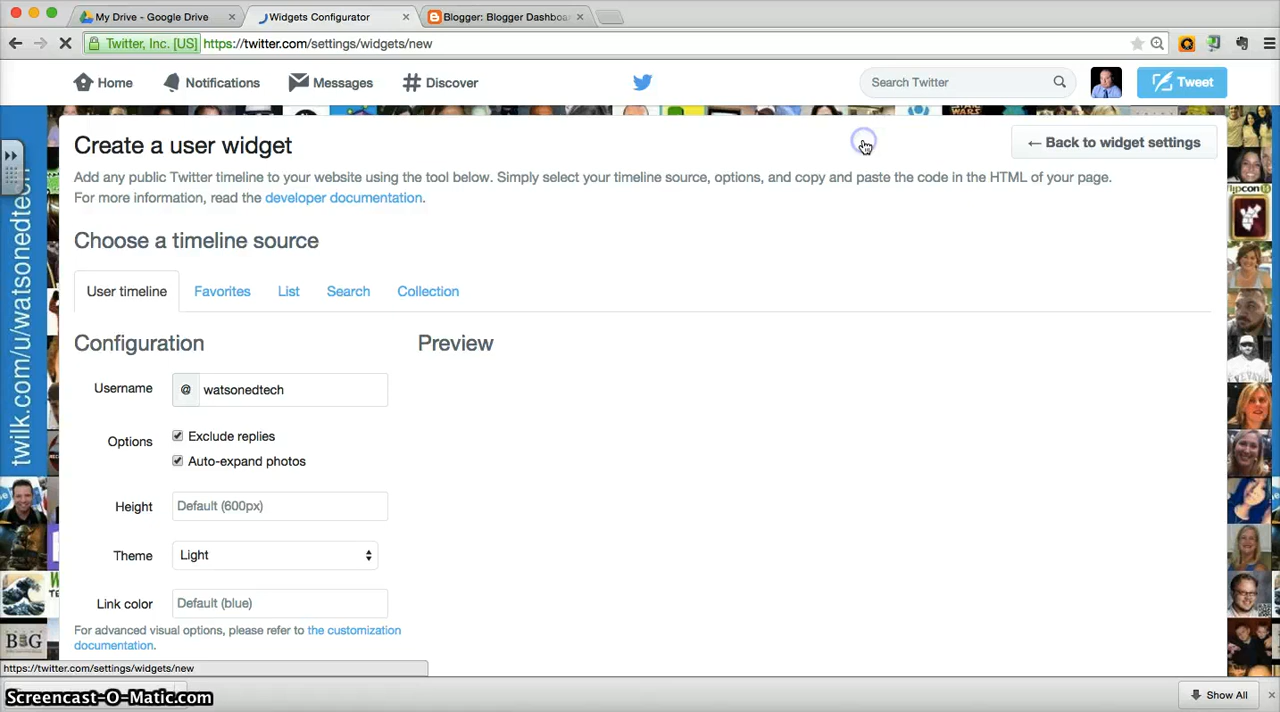 My Drive - Google Drive
Widgets Configurator
Blogger: Blogger Dashboa
Twitter, Inc. [US] https://twitter.com/settings/widgets/new
Home Notifications Messages Discover Search Twitter Tweet
Create a user widget
← Back to widget settings
Add any public Twitter timeline to your website using the tool below. Simply select your timeline source, options, and copy and paste the code in the HTML of your page.
For more information, read the developer documentation.
Choose a timeline source
User timeline Favorites List Search Collection
Configuration Preview
Username @ watsonedtech
Options Exclude replies
Auto-expand photos
Height Default (600px)
Theme Light
Link color Default (blue)
For advanced visual options, please refer to the customization
documentation.
https://twitter.com/settings/widgets/new
Screencast-O-Matic.com
Show All
twilk.com/u/watsonedtech